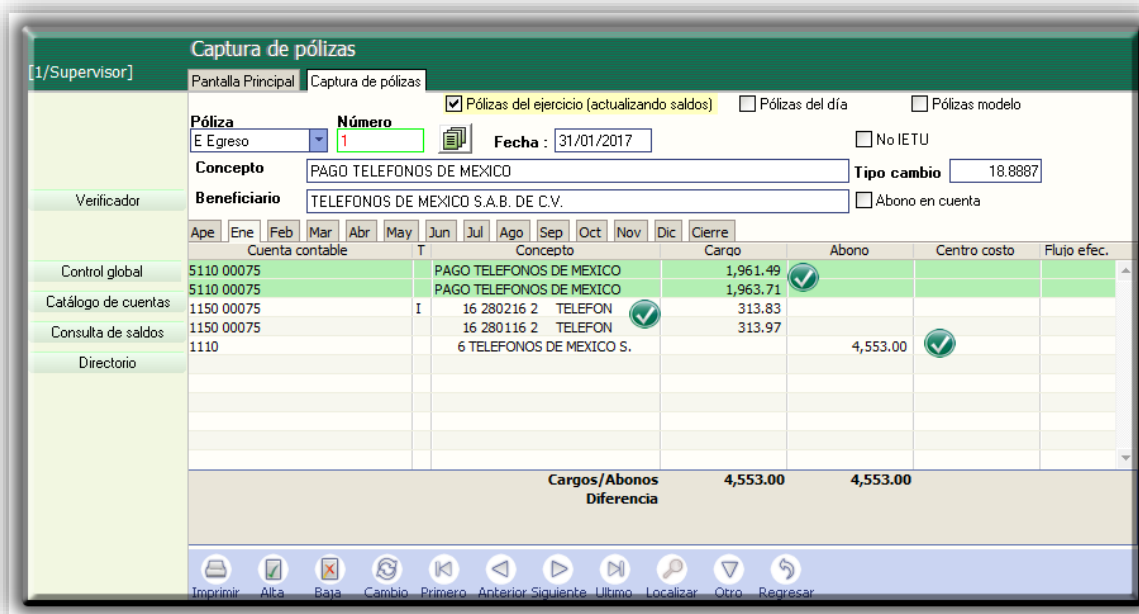 Captura de pólizas
[1/Supervisor]
Pantalla Principal Captura de pólizas
Pólizas del ejercicio (actualizando saldos) Pólizas del día Pólizas modelo
Póliza Número
E Egreso 1 Fecha : 31/01/2017 No IETU
Concepto PAGO TELEFONOS DE MEXICO Tipo cambio 18.8887
Verificador Beneficiario TELEFONOS DE MEXICO S.A.B. DE C.V. Abono en cuenta
Ape Ene Feb Mar Abr May Jun Jul Ago Sep Oct Nov Dic Cierre
Cuenta contable T Concepto Cargo Abono Centro costo Flujo efec.
Control global
Catálogo de cuentas
Consulta de saldos
Directorio
5110 00075 PAGO TELEFONOS DE MEXICO 1,961.49
5110 00075 PAGO TELEFONOS DE MEXICO 1,963.71
1150 00075 I 16 280216 2 TELEFON 313.83
1150 00075 16 280116 2 TELEFON 313.97
1110 6 TELEFONOS DE MEXICO S. 4,553.00
Cargos/Abonos 4,553.00 4,553.00
Diferencia
Imprimir Alta Baja Cambio Primero Anterior Siguiente Ultimo Localizar Otro Regresar